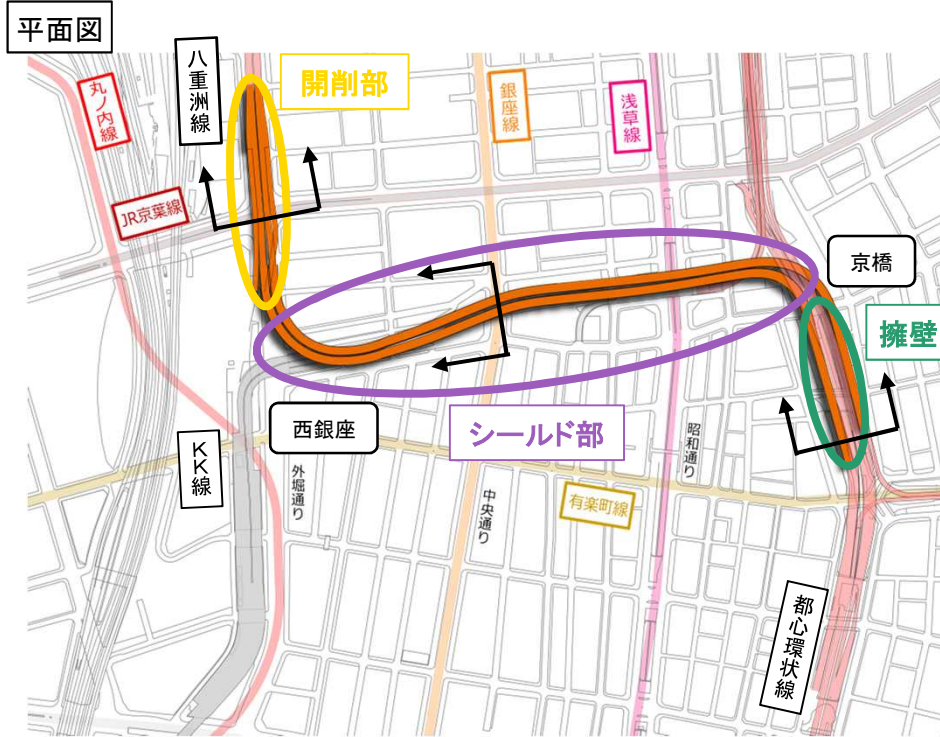 平面図
八重洲線
開削部
丸ノ内線
銀座線
浅草線
JR京葉線
京橋
擁壁
西銀座
シールド部
昭和通り
KK線
外堀通り
中央通り
有楽町線
都心環状線